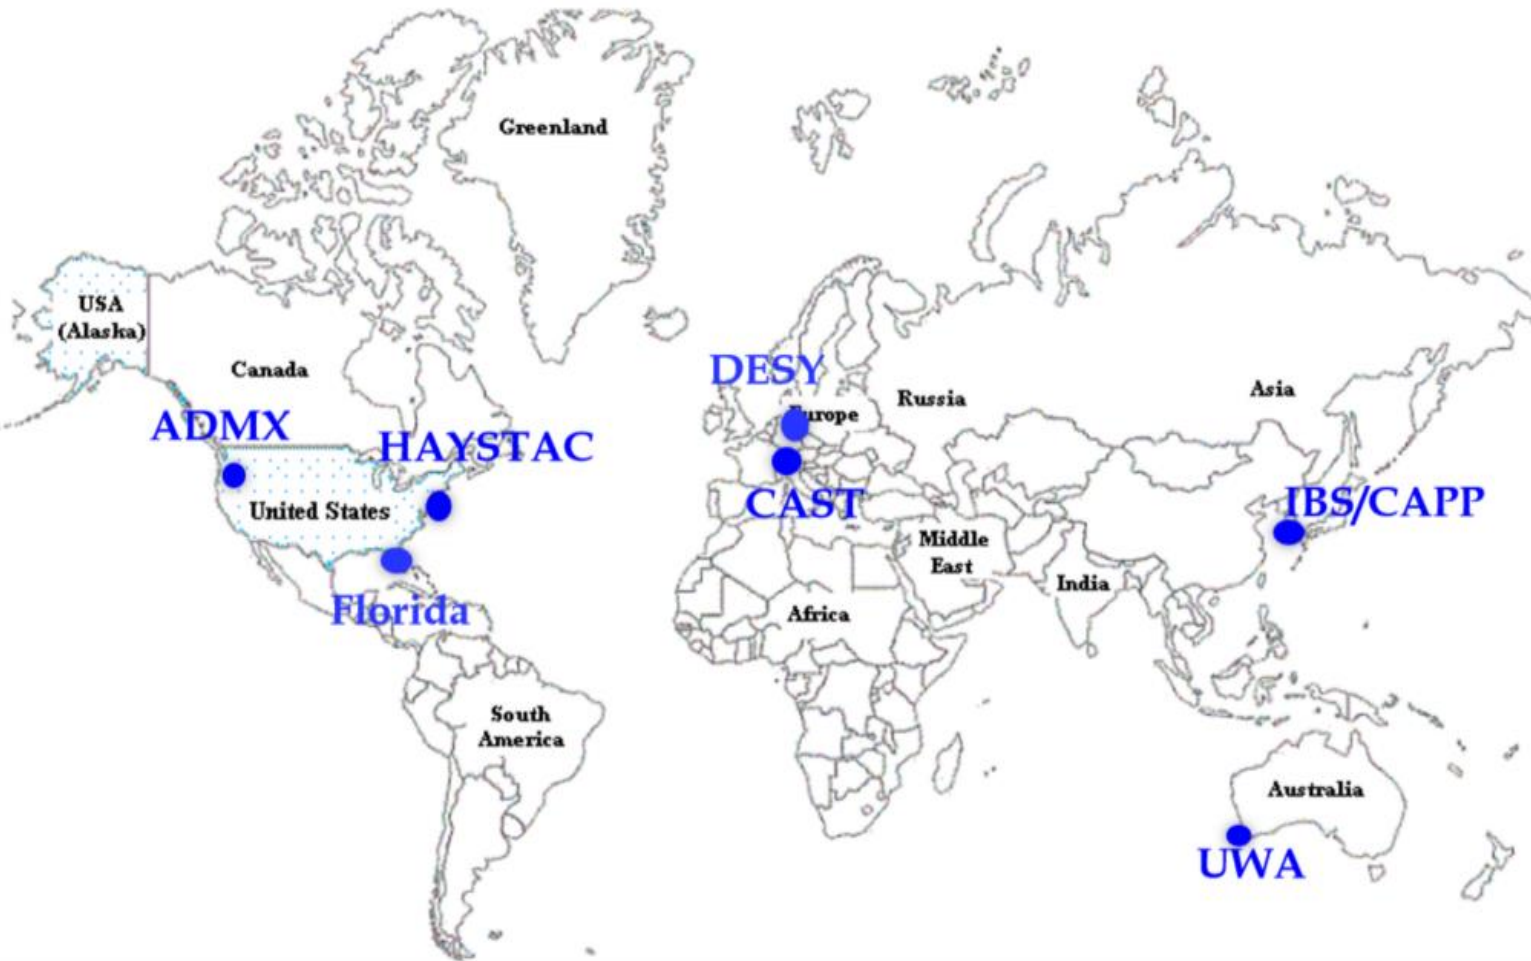 Greenland
USA
(Alaska)
Canada
DESY
Europe
Russia
Asia
ADMX
HAYSTAC
United States
CAST
IBS/CAPP
Middle
East
India
Florida
Africa
South
America
Australia
UWA